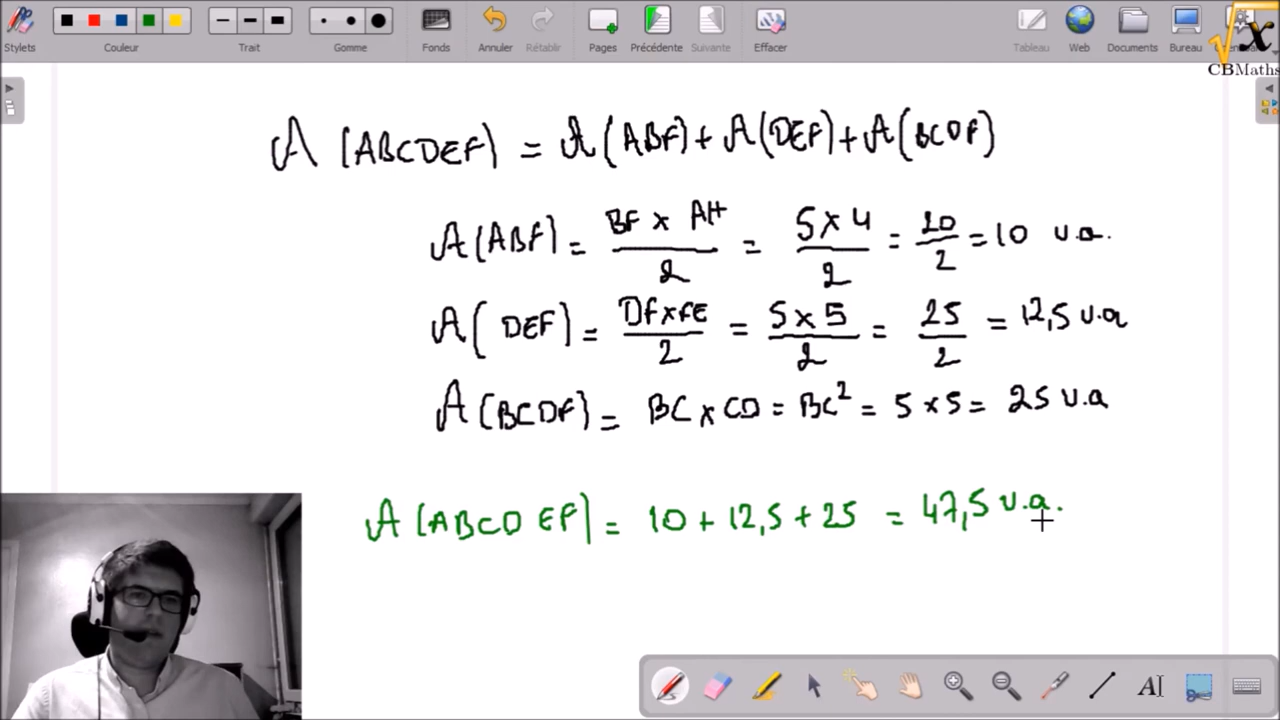 Stylets Couleur Trait Gomme Fonds Annuler Rétablir Pages Précédente Suivante Effacer Tableau Web Documents Bureau
√x
CBMaths
A (ABCDEF) = A(ABF) + A(DEF) + A(BCDF)
A(ABF) = BF x AH / 2 = 5 x 4 / 2 = 20 / 2 = 10 u.a.
A( DEF) = DF x FE / 2 = 5 x 5 / 2 = 25 / 2 = 12,5 u.a
A (BCDF) = BC x CD = BC² = 5 x 5 = 25 u.a
A (ABCDEF) = 10 + 12,5 + 25 = 47,5 u.a.
AI